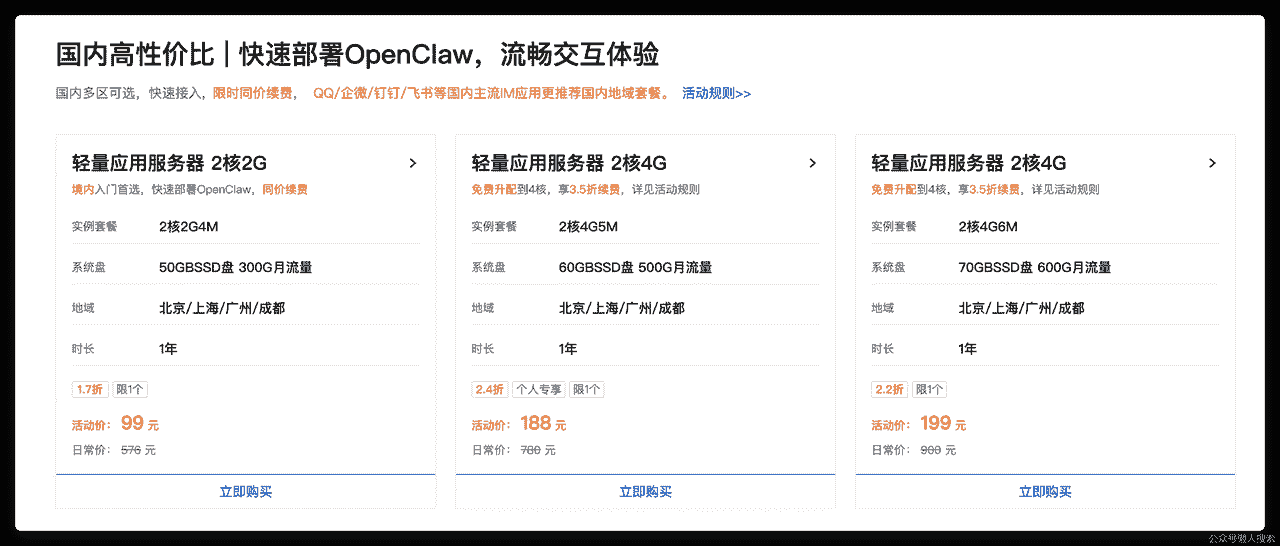 国内高性价比 | 快速部署OpenClaw，流畅交互体验
国内多区可选，快速接入，限时同价续费， QQ/企微/钉钉/飞书等国内主流IM应用更推荐国内地域套餐。 活动规则>>
轻量应用服务器 2核2G
境内入门首选，快速部署OpenClaw，同价续费
实例套餐 2核2G4M
系统盘 50GBSSD盘 300G月流量
地域 北京/上海/广州/成都
时长 1年
1.7折 限1个
活动价： 99 元
日常价： 576 元
立即购买
轻量应用服务器 2核4G
免费升配到4核，享3.5折续费，详见活动规则
实例套餐 2核4G5M
系统盘 60GBSSD盘 500G月流量
地域 北京/上海/广州/成都
时长 1年
2.4折 个人专享 限1个
活动价： 188 元
日常价： 780 元
立即购买
轻量应用服务器 2核4G
免费升配到4核，享3.5折续费，详见活动规则
实例套餐 2核4G6M
系统盘 70GBSSD盘 600G月流量
地域 北京/上海/广州/成都
时长 1年
2.2折 限1个
活动价： 199 元
日常价： 900 元
立即购买
公众号懒人搜索